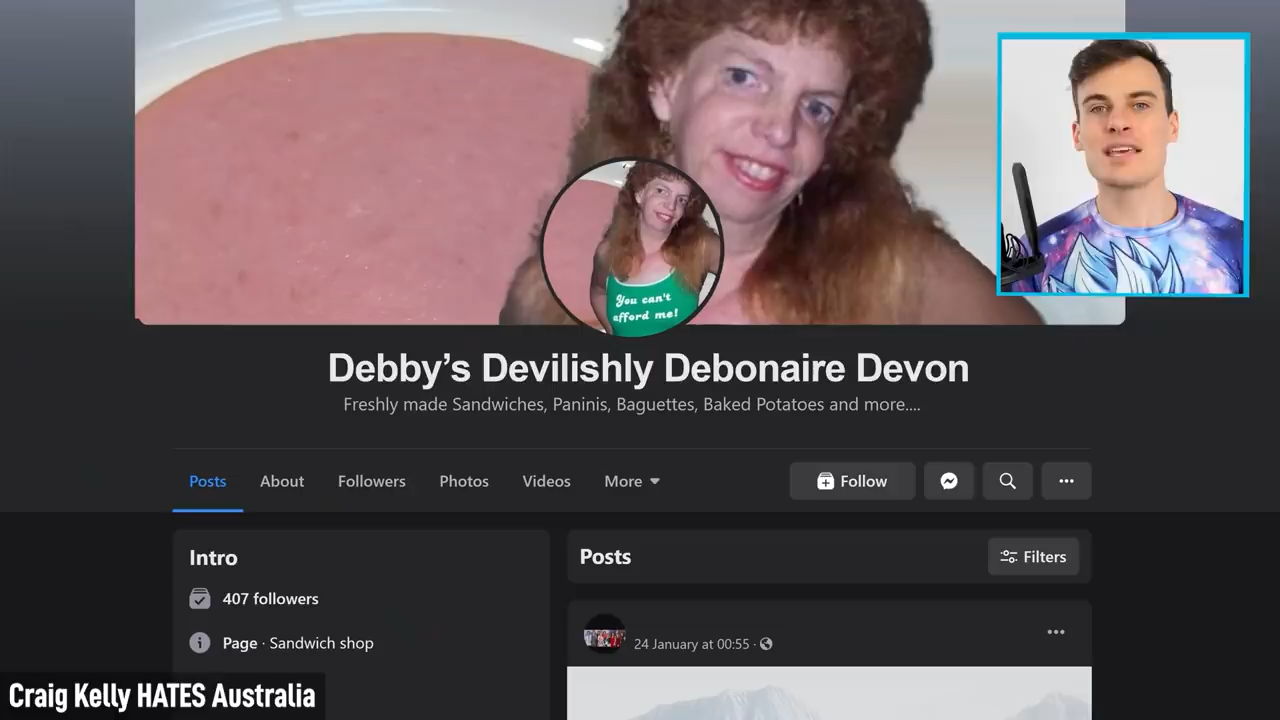 You can't
afford me!
Debby's Devilishly Debonaire Devon
Freshly made Sandwiches, Paninis, Baguettes, Baked Potatoes and more....
Posts
About
Followers
Photos
Videos
More
Follow
Intro
407 followers
Page · Sandwich shop
Posts
Filters
24 January at 00:55 ·
Craig Kelly HATES Australia